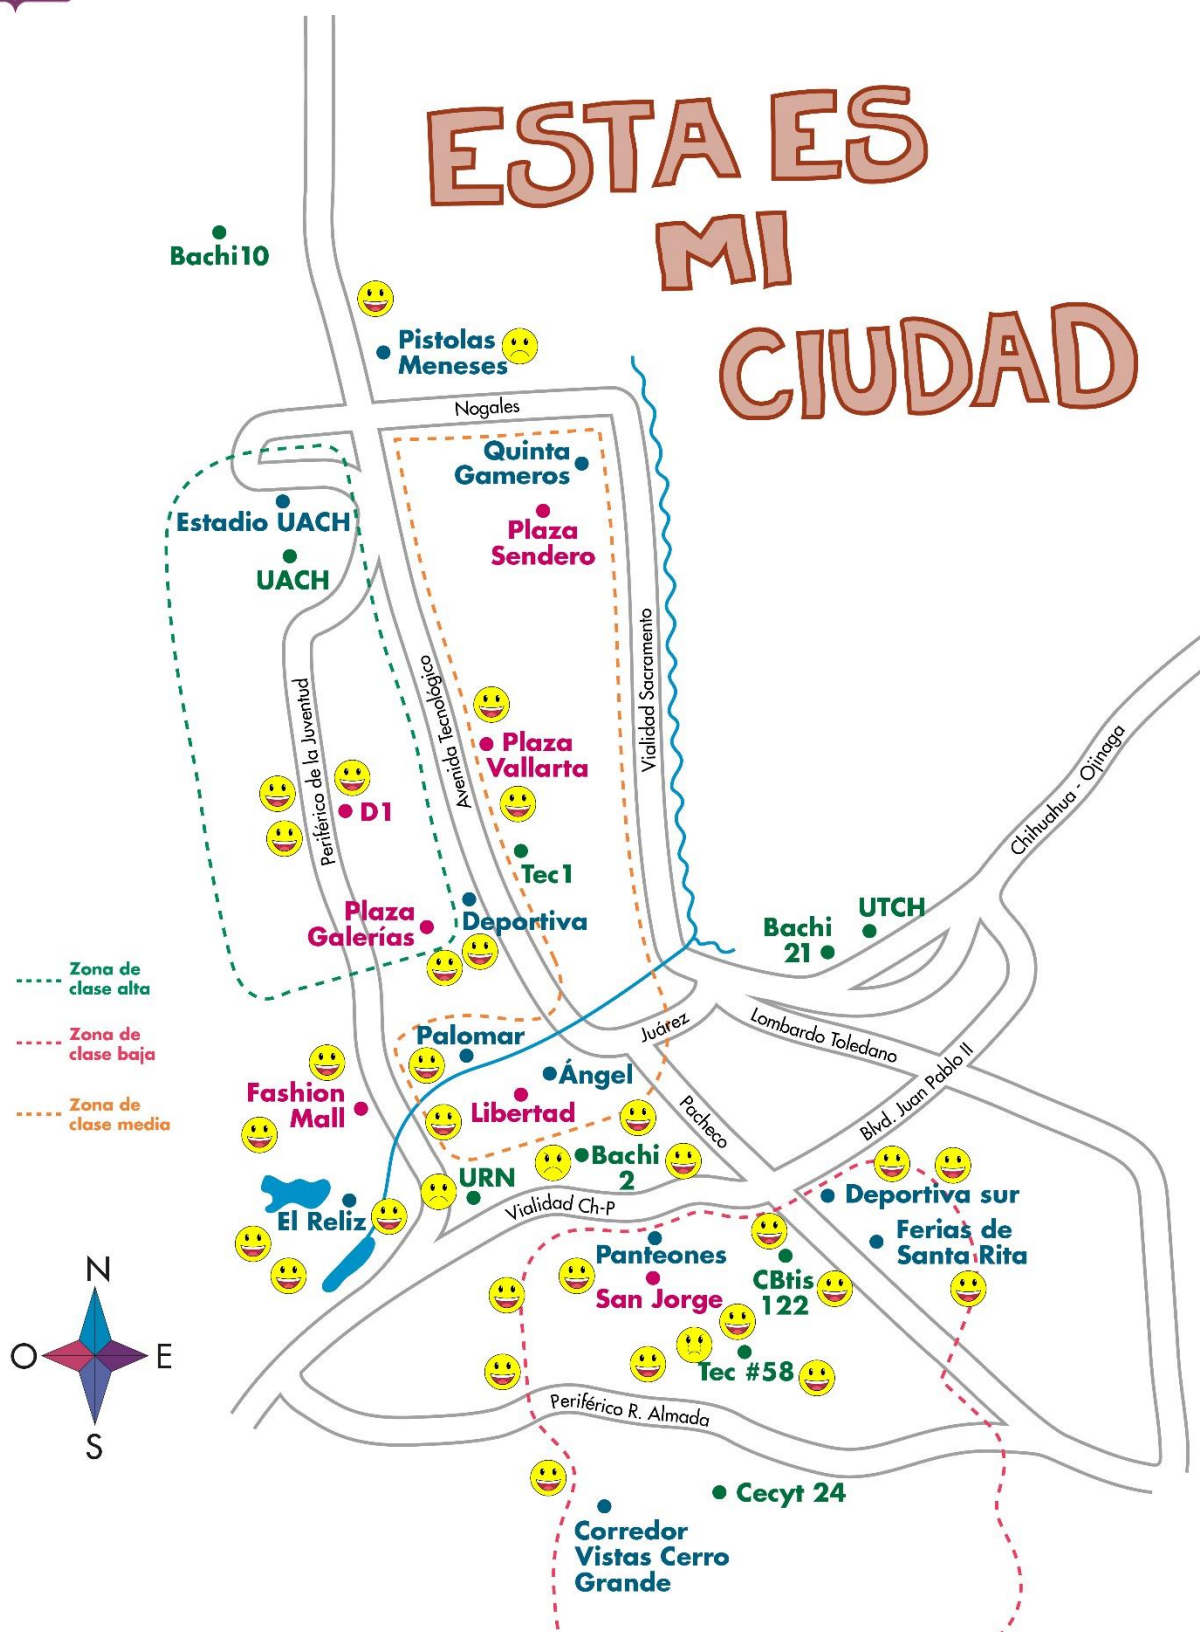 ESTA ES
MI
CIUDAD
Bachi10
Pistolas
Meneses
Nogales
Quinta
Gameros
Plaza
Sendero
Estadio UACH
UACH
Periférico de la Juventud
Avenida Tecnológico
Vialidad Sacramento
Plaza
Vallarta
D1
Tec1
Deportiva
Plaza
Galerías
Chihuahua - Ojinaga
UTCH
Bachi
21
Zona de
clase alta
Zona de
clase baja
Zona de
clase media
Juárez
Lombardo Toledano
Palomar
Ángel
Libertad
Fashion
Mall
Pacheco
Blvd. Juan Pablo II
Bachi
2
URN
Vialidad Ch-P
El Reliz
Deportiva sur
Ferias de
Santa Rita
Panteones
San Jorge
CBtis
122
Tec #58
N
O
E
S
Periférico R. Almada
Cecyt 24
Corredor
Vistas Cerro
Grande